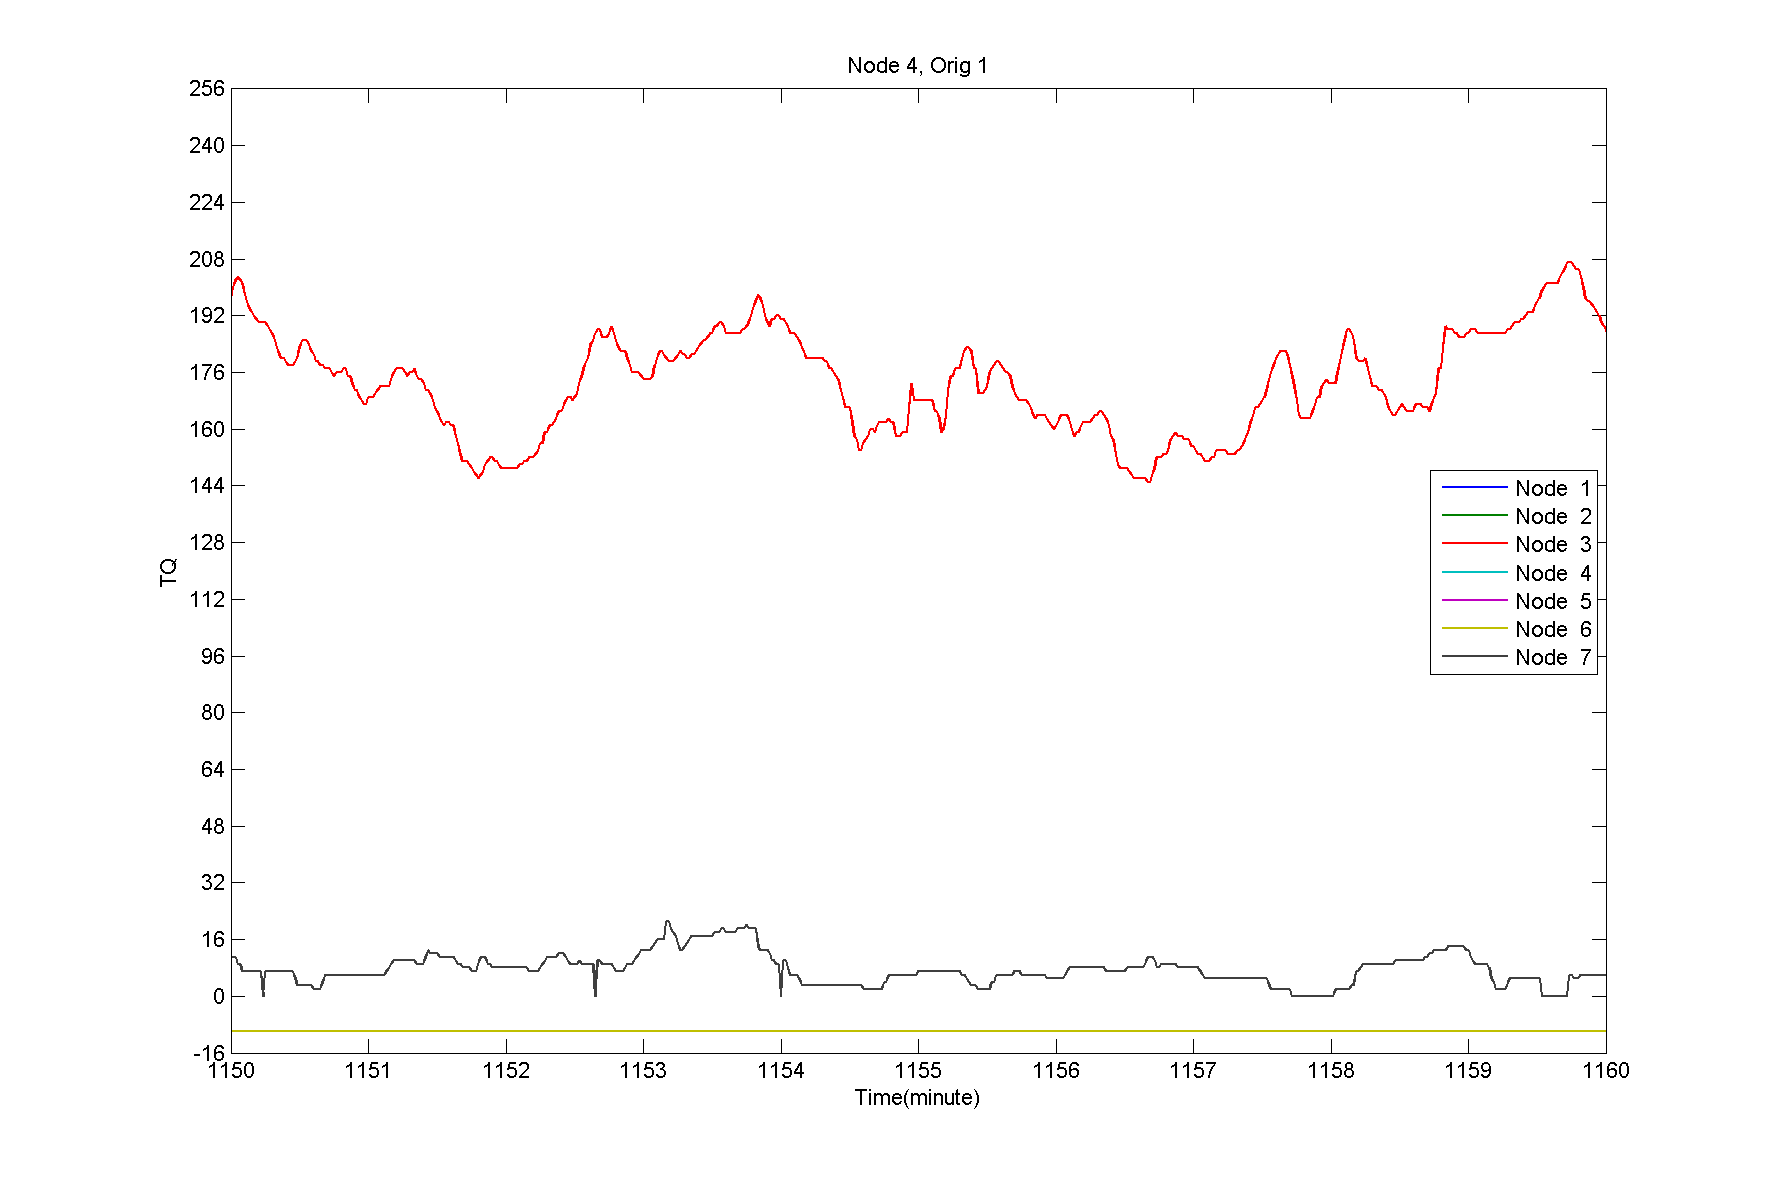 Node 4, Orig 1
256
240
224
208
192
176
160
144
128
112
96
80
64
48
32
16
0
-16
TQ
Node 1
Node 2
Node 3
Node 4
Node 5
Node 6
Node 7
1150 1151 1152 1153 1154 1155 1156 1157 1158 1159 1160
Time(minute)